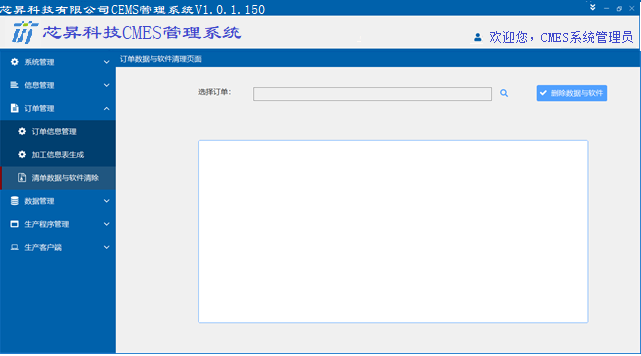 芯昇科技有限公司CEMS管理系统V1.0.1.150
芯昇科技CMES管理系统
欢迎您，CMES系统管理员
系统管理
信息管理
订单管理
订单信息管理
加工信息表生成
清单数据与软件清除
数据管理
生产程序管理
生产客户端
订单数据与软件清理页面
选择订单：
删除数据与软件